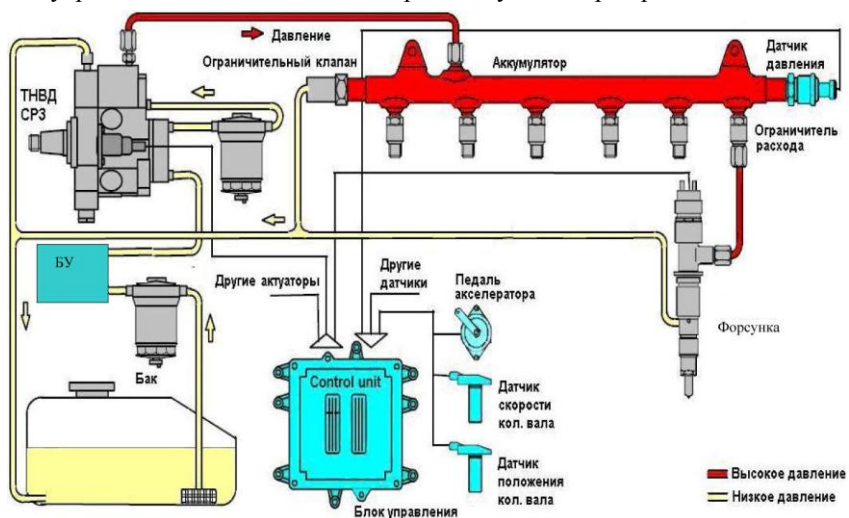 Давление
Ограничительный клапан
Аккумулятор
Датчик
давления
ТНВД
CP3
Ограничитель
расхода
БУ
Другие актуаторы
Другие
датчики
Педаль
акселератора
Форсунка
Бак
Control unit
Датчик
скорости
кол. вала
Датчик
положения
кол. вала
Блок управления
Высокое давление
Низкое давление